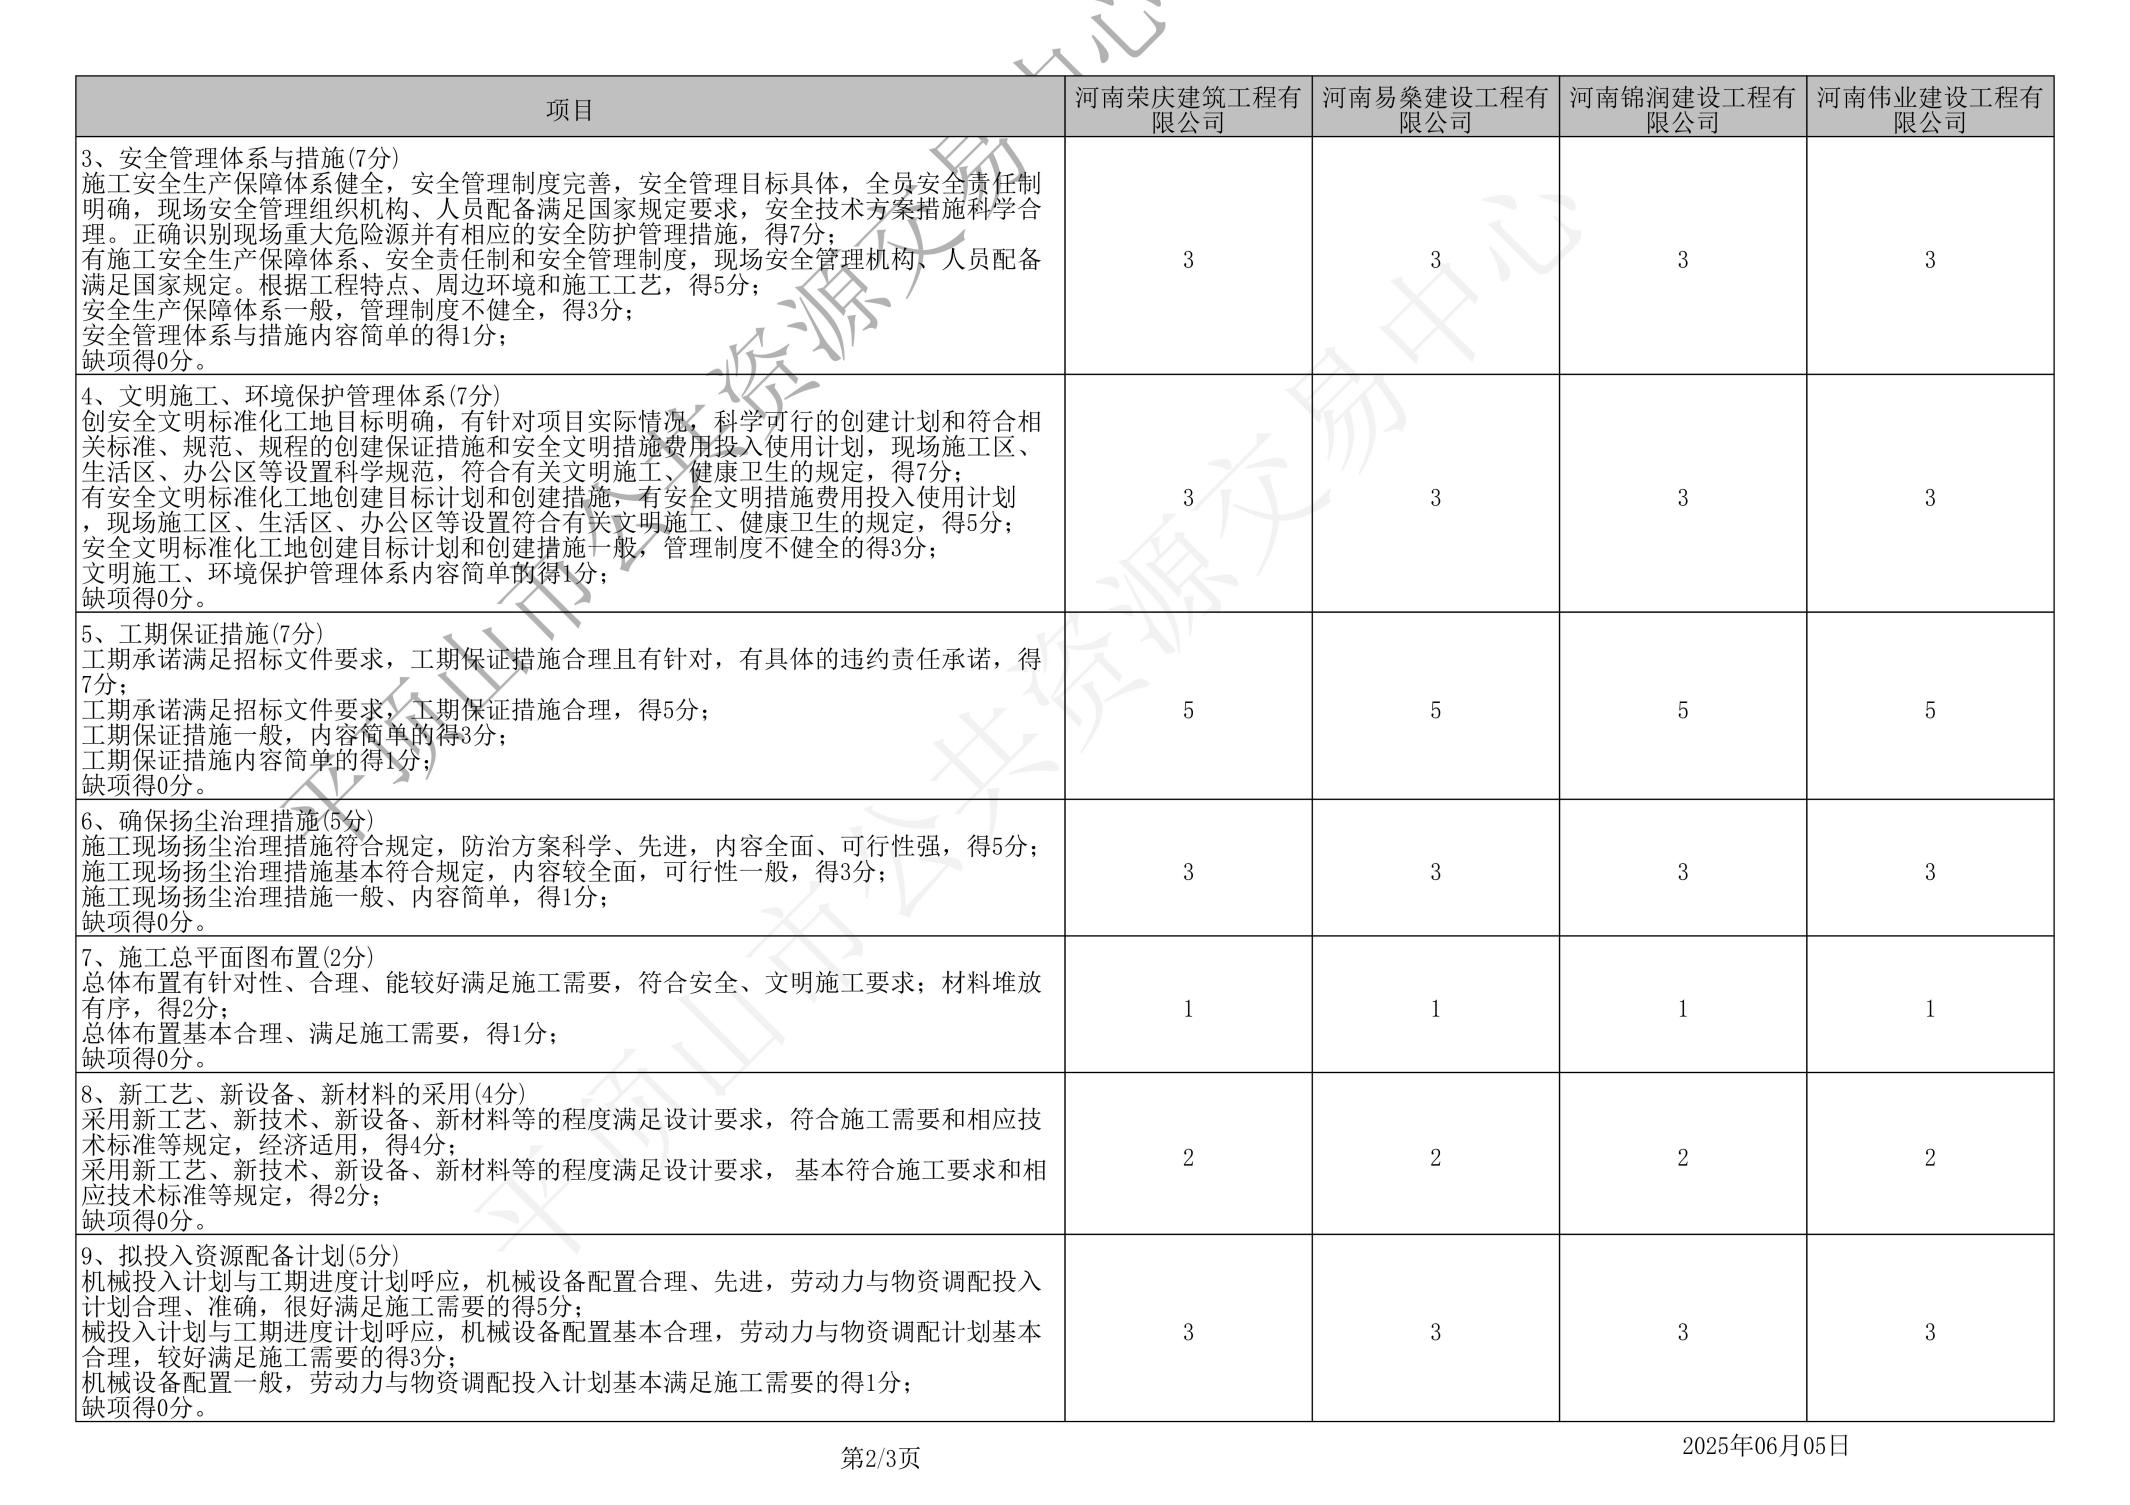 项目
河南荣庆建筑工程有
限公司
河南易燊建设工程有
限公司
河南锦润建设工程有
限公司
河南伟业建设工程有
限公司
3、安全管理体系与措施(7分)
施工安全生产保障体系健全，安全管理制度完善，安全管理目标具体，全员安全责任制
明确，现场安全管理组织机构、人员配备满足国家规定要求，安全技术方案措施科学合
理。正确识别现场重大危险源并有相应的安全防护管理措施，得7分；
有施工安全生产保障体系、安全责任制和安全管理制度，现场安全管理机构、人员配备
满足国家规定。根据工程特点、周边环境和施工工艺，得5分；
安全生产保障体系一般，管理制度不健全，得3分；
安全管理体系与措施内容简单的得1分；
缺项得0分。
3
3
3
3
4、文明施工、环境保护管理体系(7分)
创安全文明标准化工地目标明确，有针对项目实际情况，科学可行的创建计划和符合相
关标准、规范、规程的创建保证措施和安全文明措施费用投入使用计划，现场施工区、
生活区、办公区等设置科学规范，符合有关文明施工、健康卫生的规定，得7分；
有安全文明标准化工地创建目标计划和创建措施，有安全文明措施费用投入使用计划
，现场施工区、生活区、办公区等设置符合有关文明施工、健康卫生的规定，得5分；
安全文明标准化工地创建目标计划和创建措施一般，管理制度不健全的得3分；
文明施工、环境保护管理体系内容简单的得1分；
缺项得0分。
3
3
3
3
5、工期保证措施(7分)
工期承诺满足招标文件要求，工期保证措施合理且有针对，有具体的违约责任承诺，得
7分；
工期承诺满足招标文件要求，工期保证措施合理，得5分；
工期保证措施一般，内容简单的得3分；
工期保证措施内容简单的得1分；
缺项得0分。
5
5
5
5
6、确保扬尘治理措施(5分)
施工现场扬尘治理措施符合规定，防治方案科学、先进，内容全面、可行性强，得5分；
施工现场扬尘治理措施基本符合规定，内容较全面，可行性一般，得3分；
施工现场扬尘治理措施一般、内容简单，得1分；
缺项得0分。
3
3
3
3
7、施工总平面图布置(2分)
总体布置有针对性、合理、能较好满足施工需要，符合安全、文明施工要求；材料堆放
有序，得2分；
总体布置基本合理、满足施工需要，得1分；
缺项得0分。
1
1
1
1
8、新工艺、新设备、新材料的采用(4分)
采用新工艺、新技术、新设备、新材料等的程度满足设计要求，符合施工需要和相应技
术标准等规定，经济适用，得4分；
采用新工艺、新技术、新设备、新材料等的程度满足设计要求， 基本符合施工要求和相
应技术标准等规定，得2分；
缺项得0分。
2
2
2
2
9、拟投入资源配备计划(5分)
机械投入计划与工期进度计划呼应，机械设备配置合理、先进，劳动力与物资调配投入
计划合理、准确，很好满足施工需要的得5分；
械投入计划与工期进度计划呼应，机械设备配置基本合理，劳动力与物资调配计划基本
合理，较好满足施工需要的得3分；
机械设备配置一般，劳动力与物资调配投入计划基本满足施工需要的得1分；
缺项得0分。
3
3
3
3
第2/3页
2025年06月05日
平顶山市公共资源交易中心
平顶山市公共资源交易中心